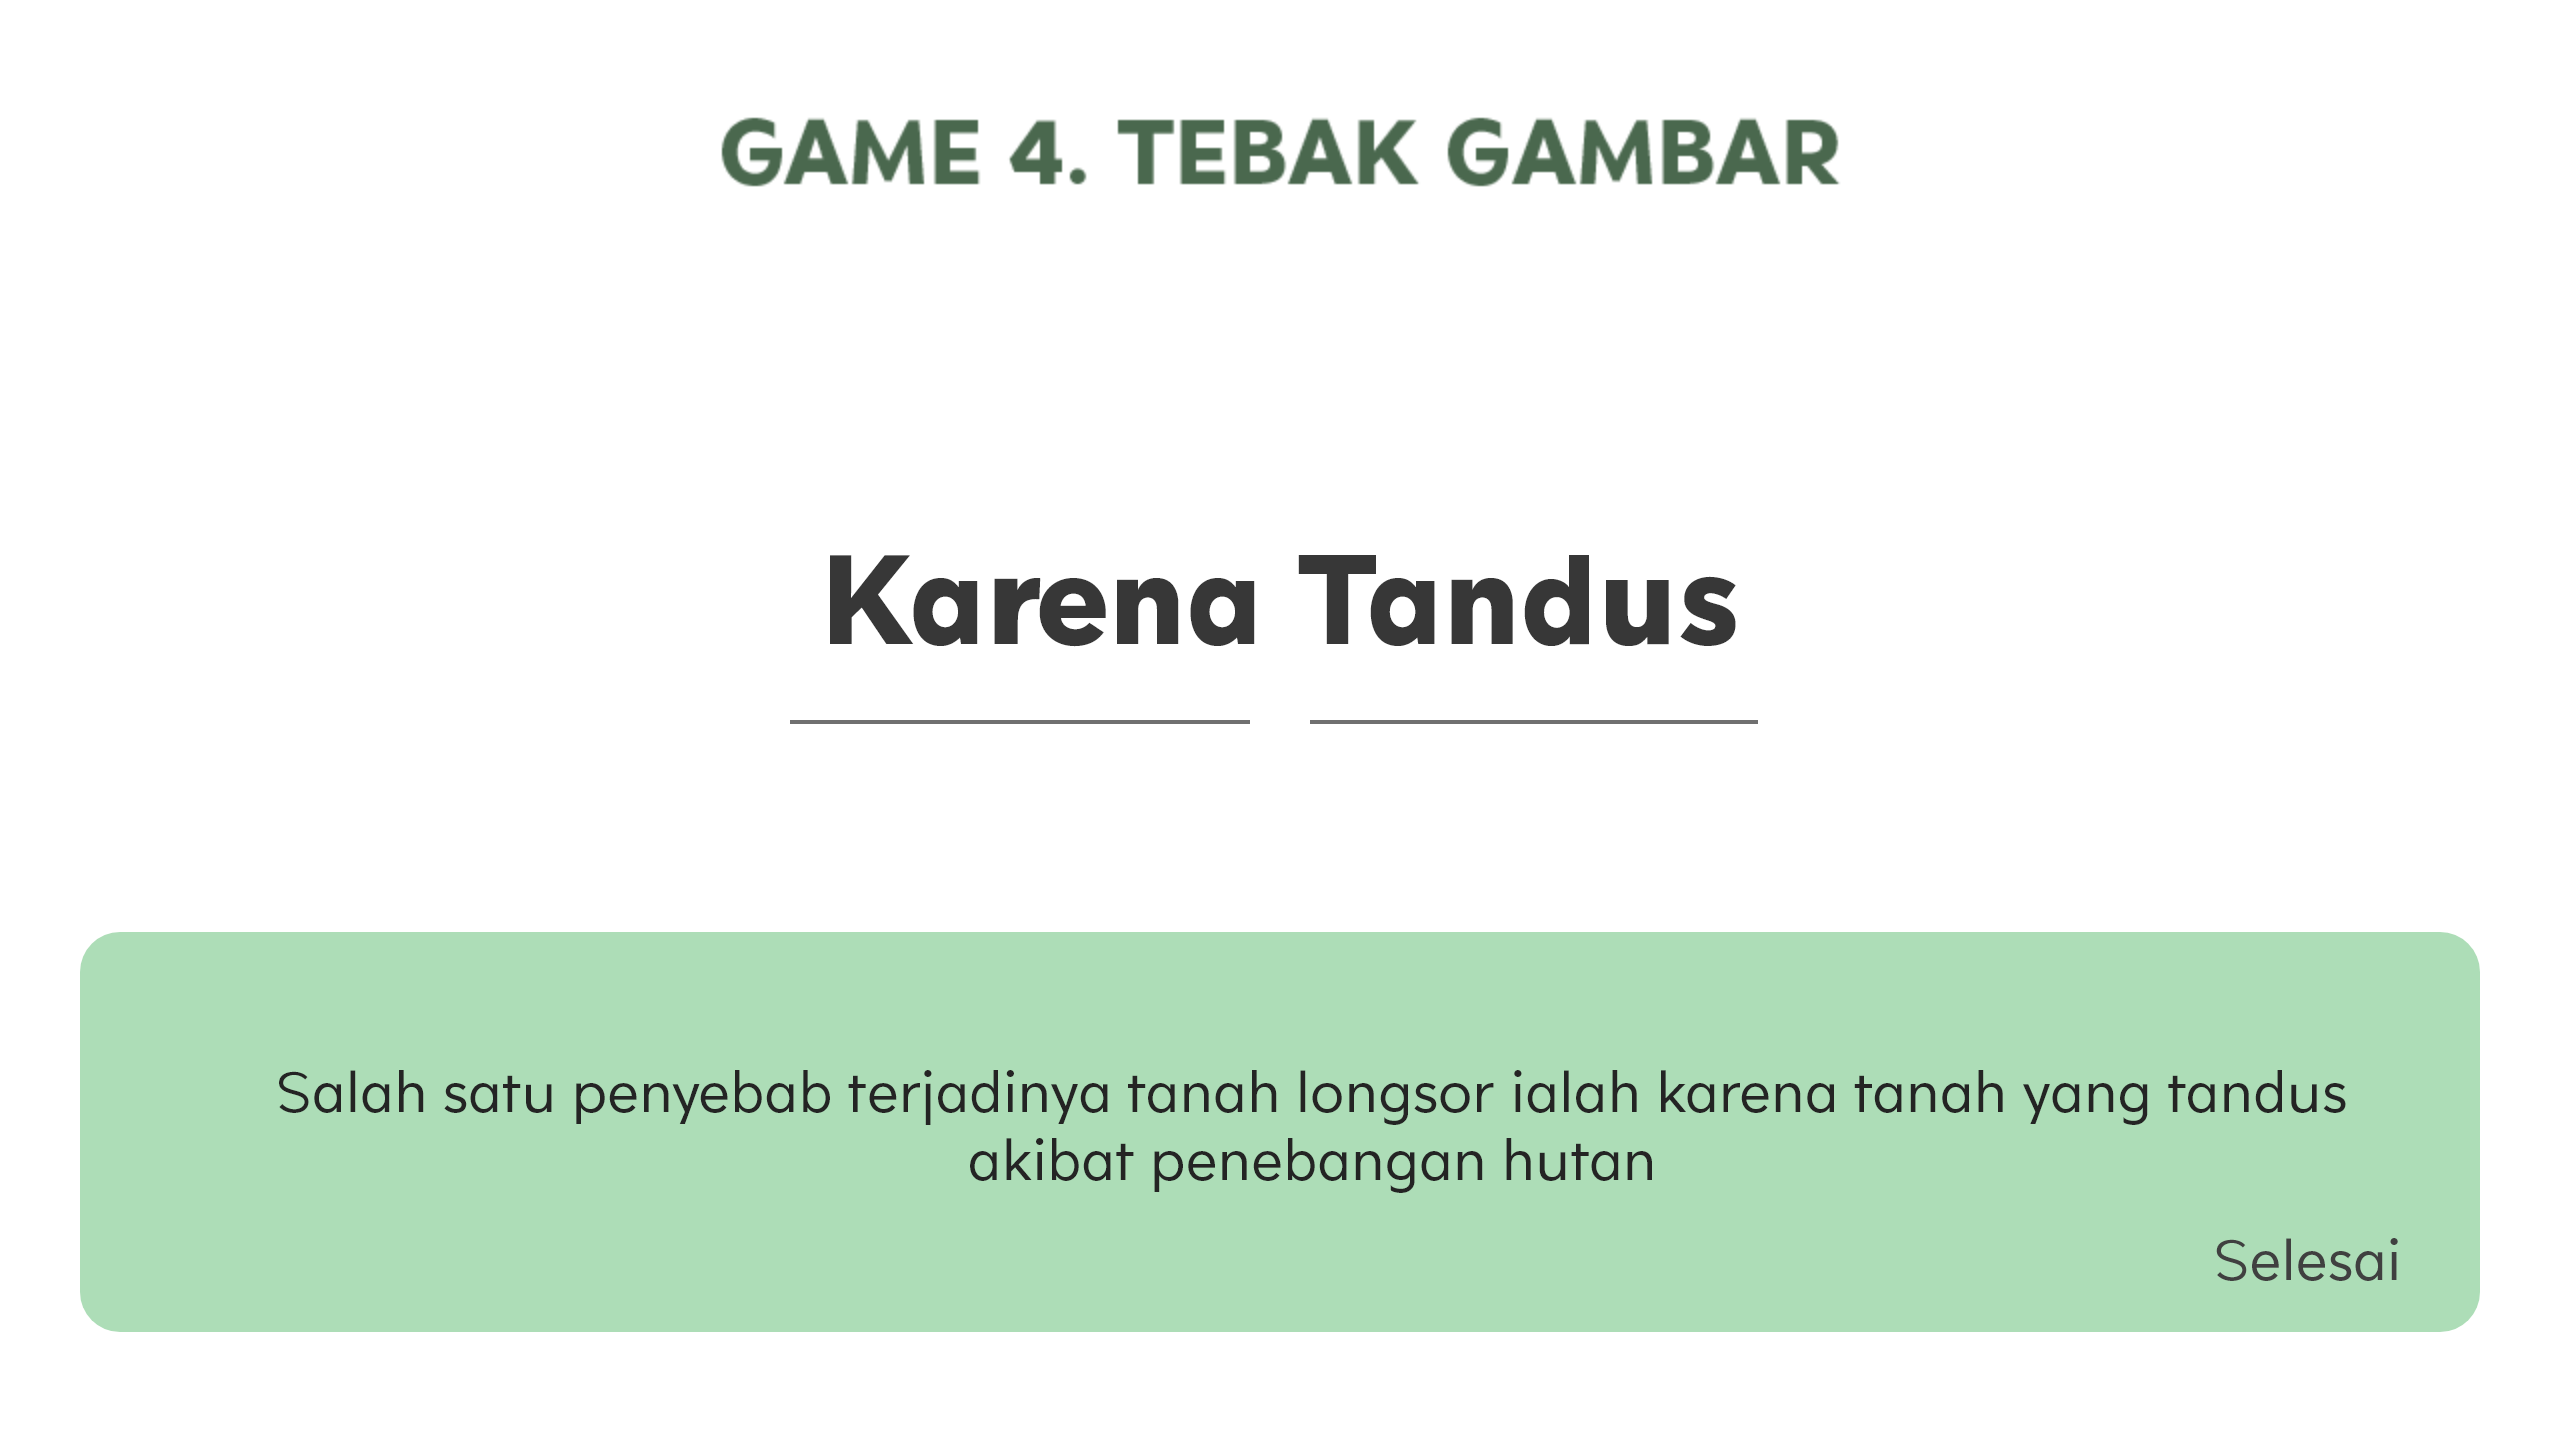 GAME 4. TEBAK GAMBAR
Karena Tandus
Salah satu penyebab terjadinya tanah longsor ialah karena tanah yang tandus
akibat penebangan hutan
Selesai